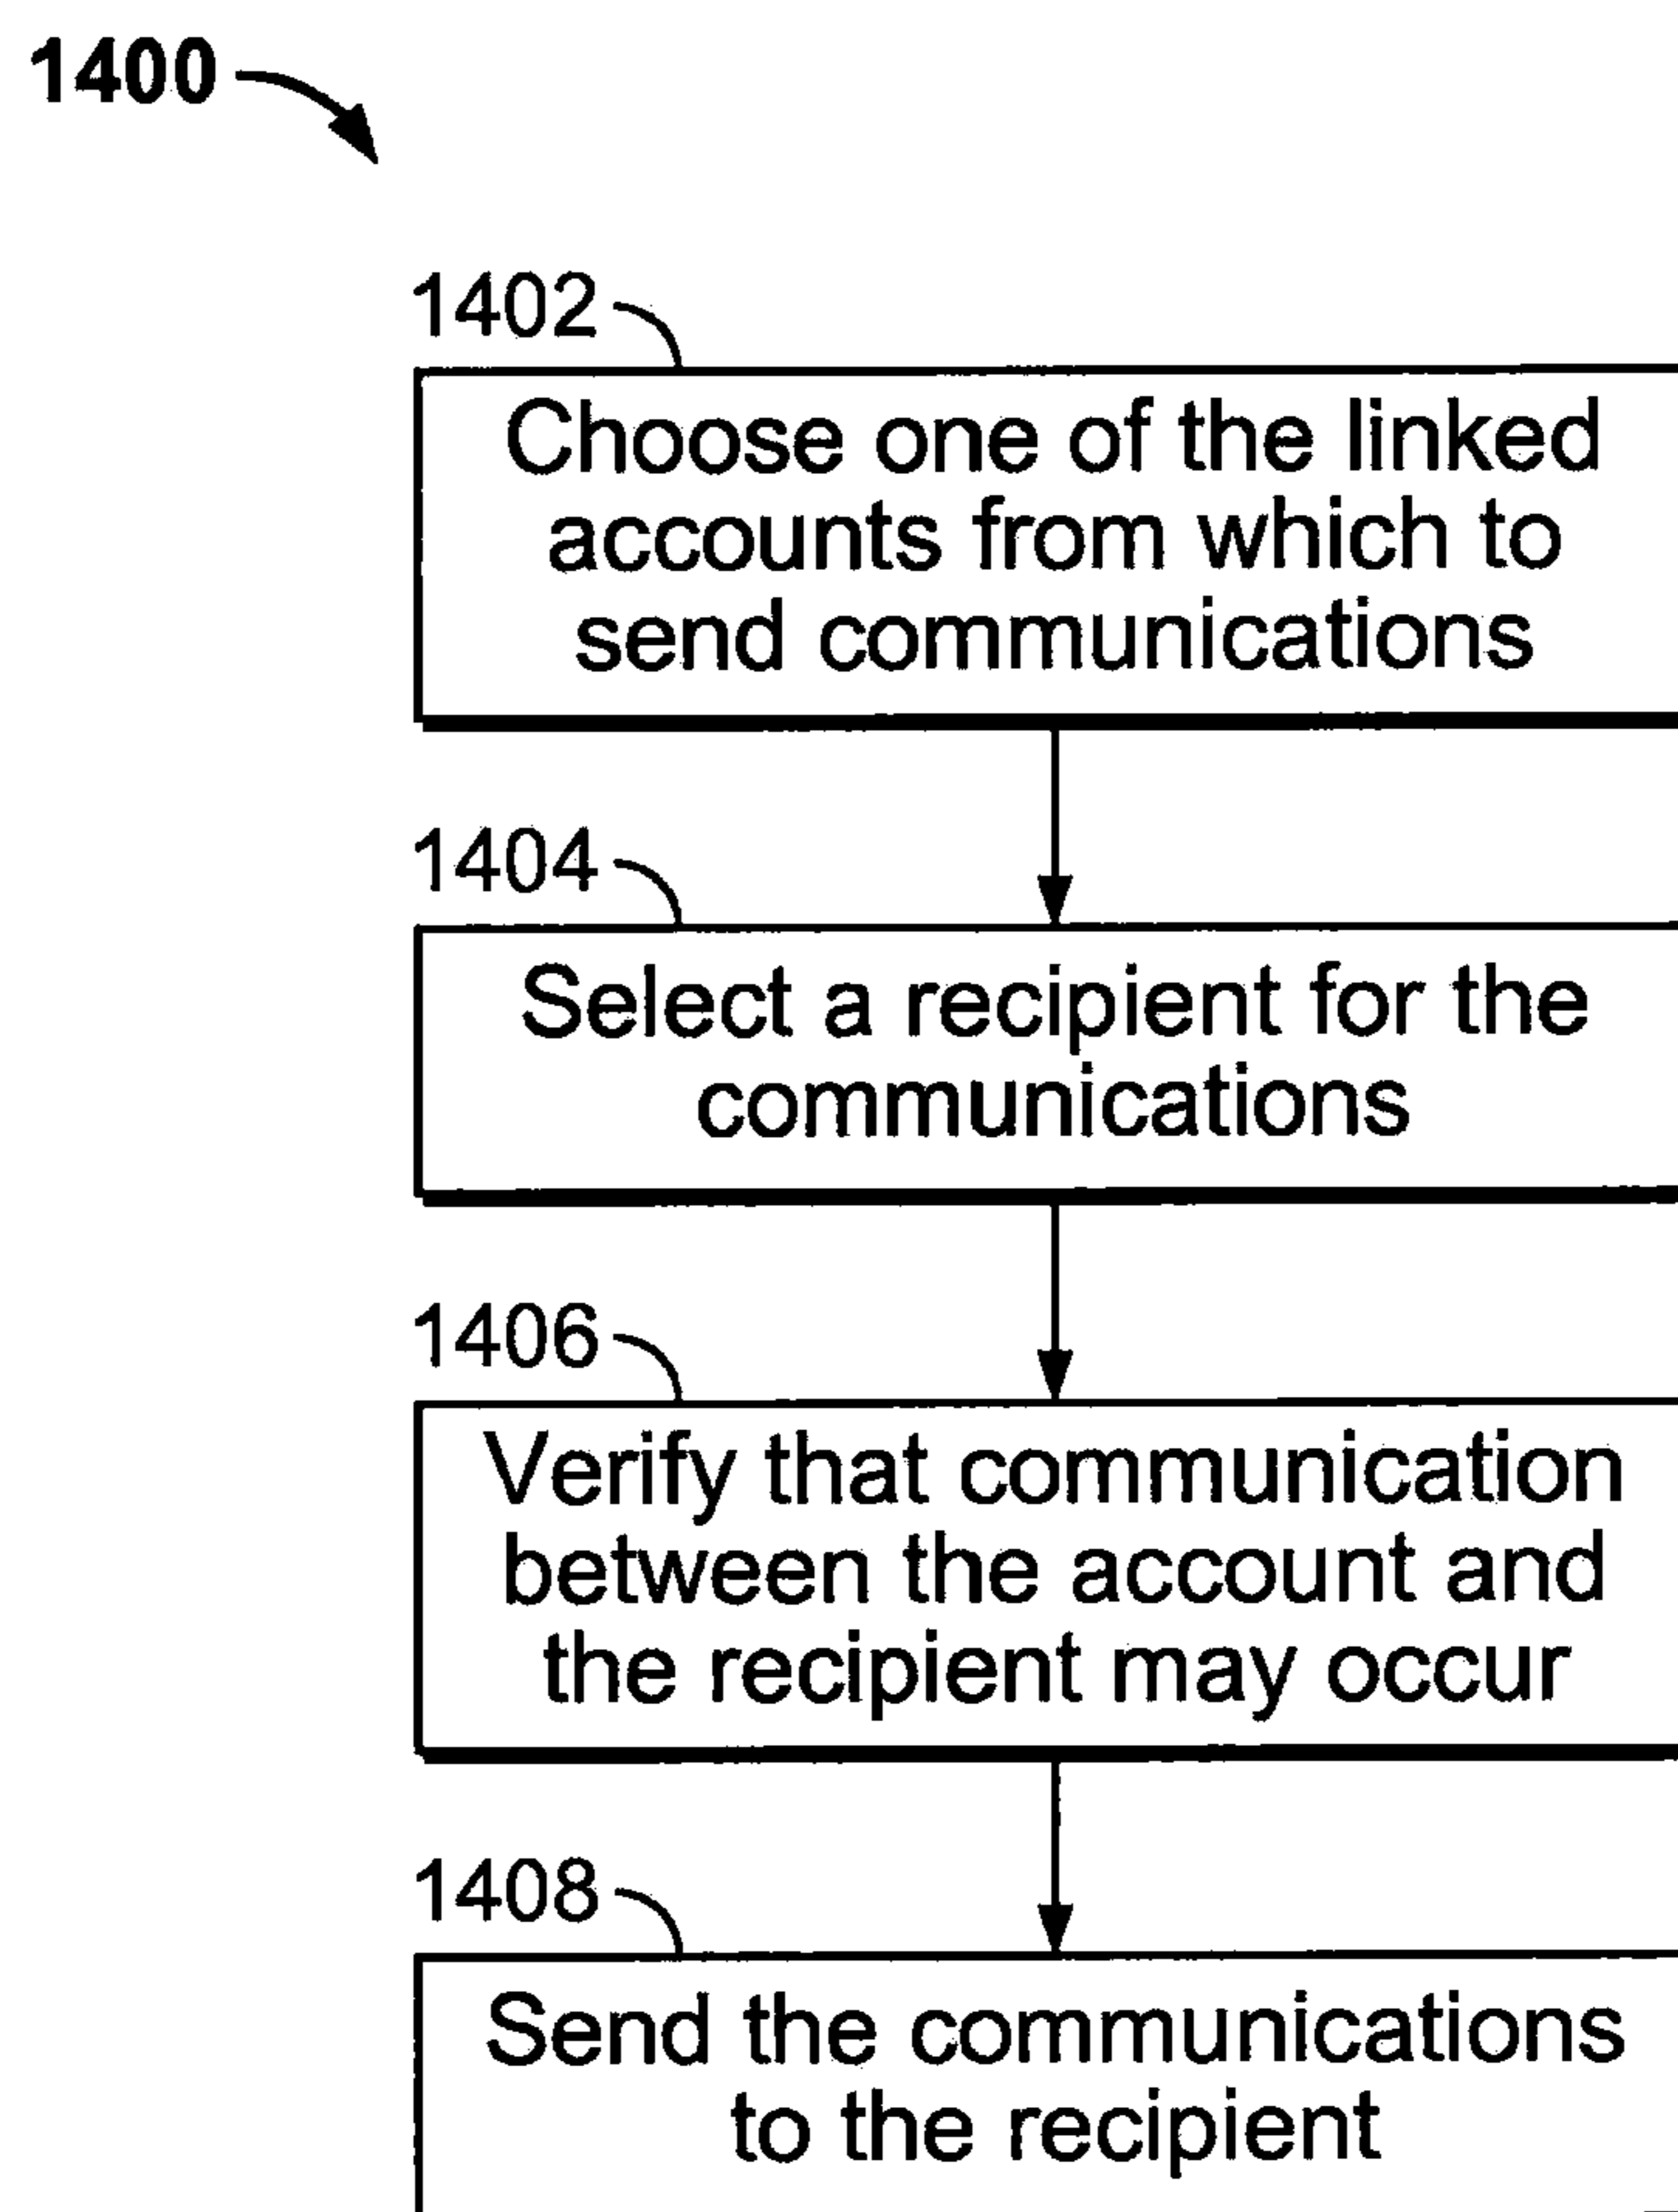 1400
1402
Choose one of the linked
accounts from which to
send communications
1404
Select a recipient for the
communications
1406
Verify that communication
between the account and
the recipient may occur
1408
Send the communications
to the recipient